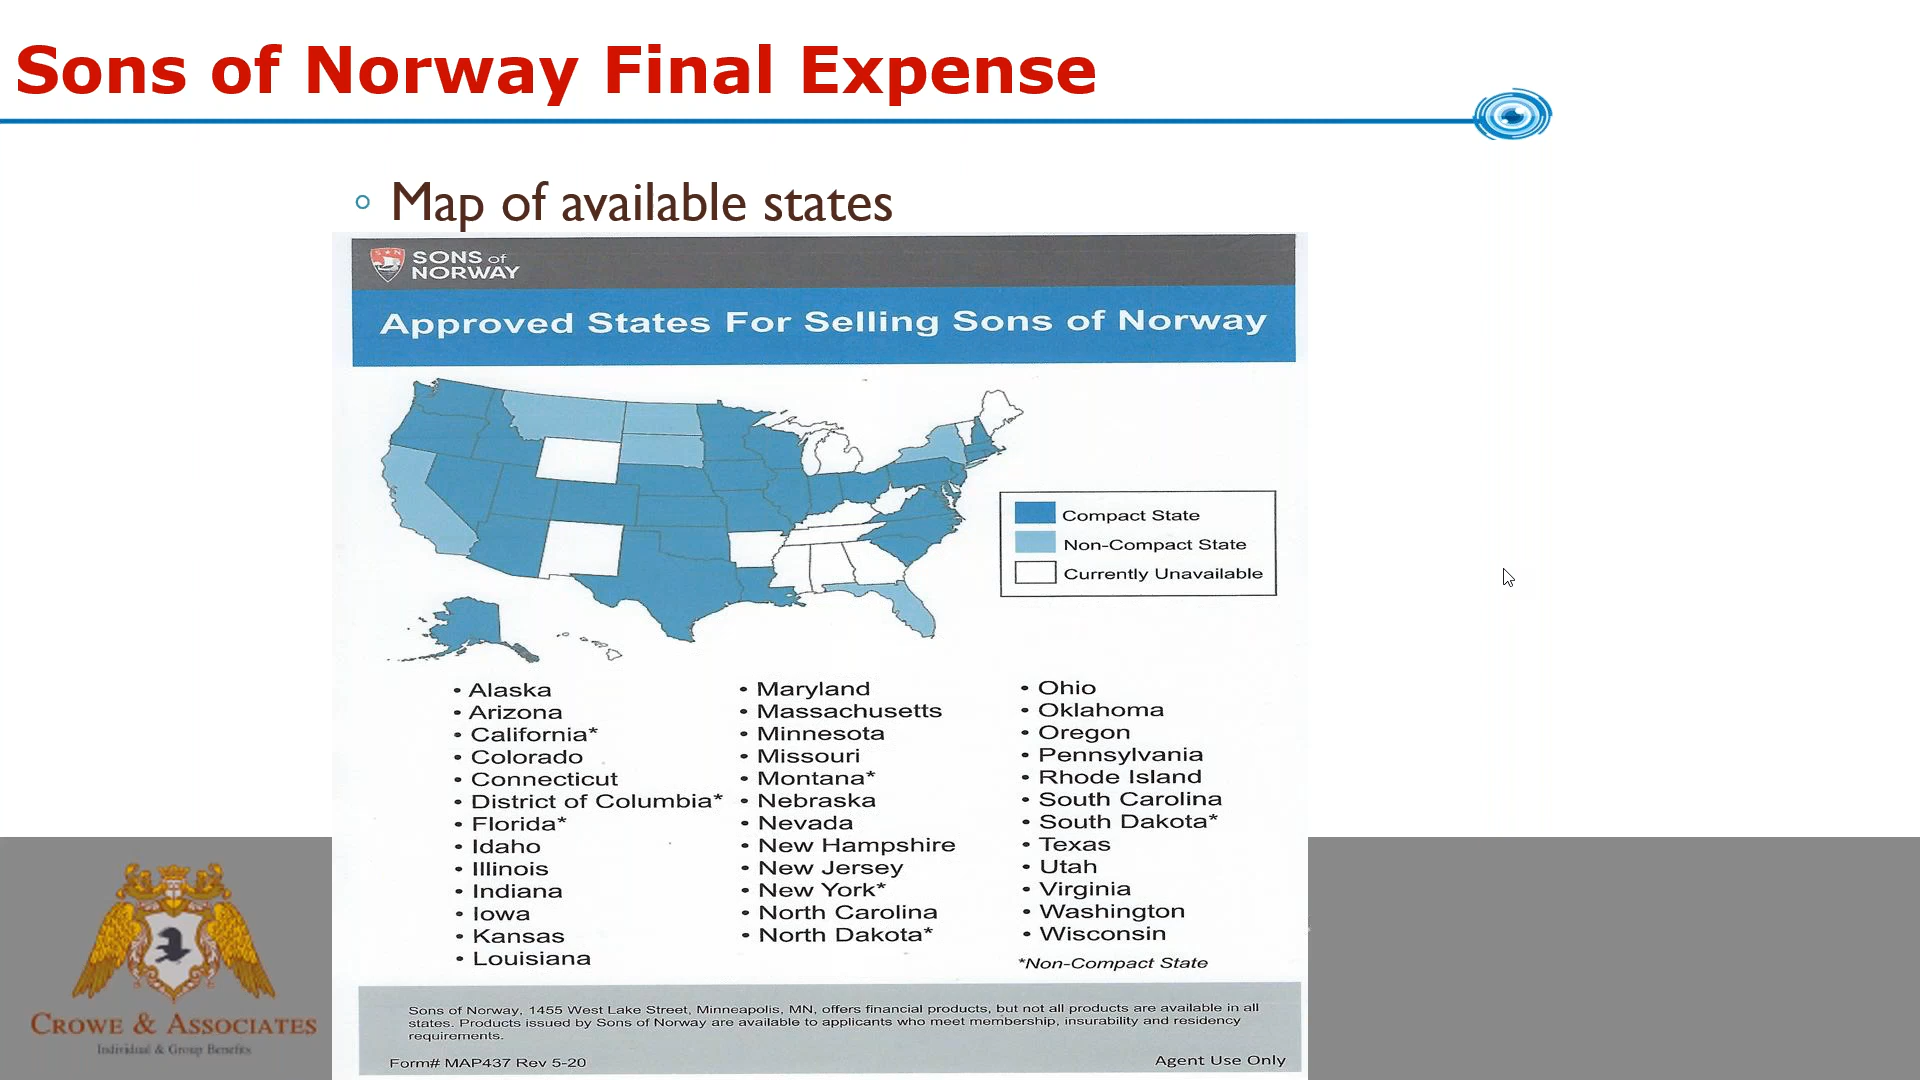 Sons of Norway Final Expense
Map of available states
SONS of
NORWAY
Approved States For Selling Sons of Norway
Compact State
Non-Compact State
Currently Unavailable
• Alaska
• Arizona
• California*
• Colorado
• Connecticut
• District of Columbia*
• Florida*
• Idaho
• Illinois
• Indiana
• Iowa
• Kansas
• Louisiana
• Maryland
• Massachusetts
• Minnesota
• Missouri
• Montana*
• Nebraska
• Nevada
• New Hampshire
• New Jersey
• New York*
• North Carolina
• North Dakota*
• Ohio
• Oklahoma
• Oregon
• Pennsylvania
• Rhode Island
• South Carolina
• South Dakota*
• Texas
• Utah
• Virginia
• Washington
• Wisconsin
*Non-Compact State
Sons of Norway, 1455 West Lake Street, Minneapolis, MN, offers financial products, but not all products are available in all
states. Products issued by Sons of Norway are available to applicants who meet membership, insurability and residency
requirements.
Form# MAP437 Rev 5-20
Agent Use Only
CROWE & ASSOCIATES
Individual & Group Benefits